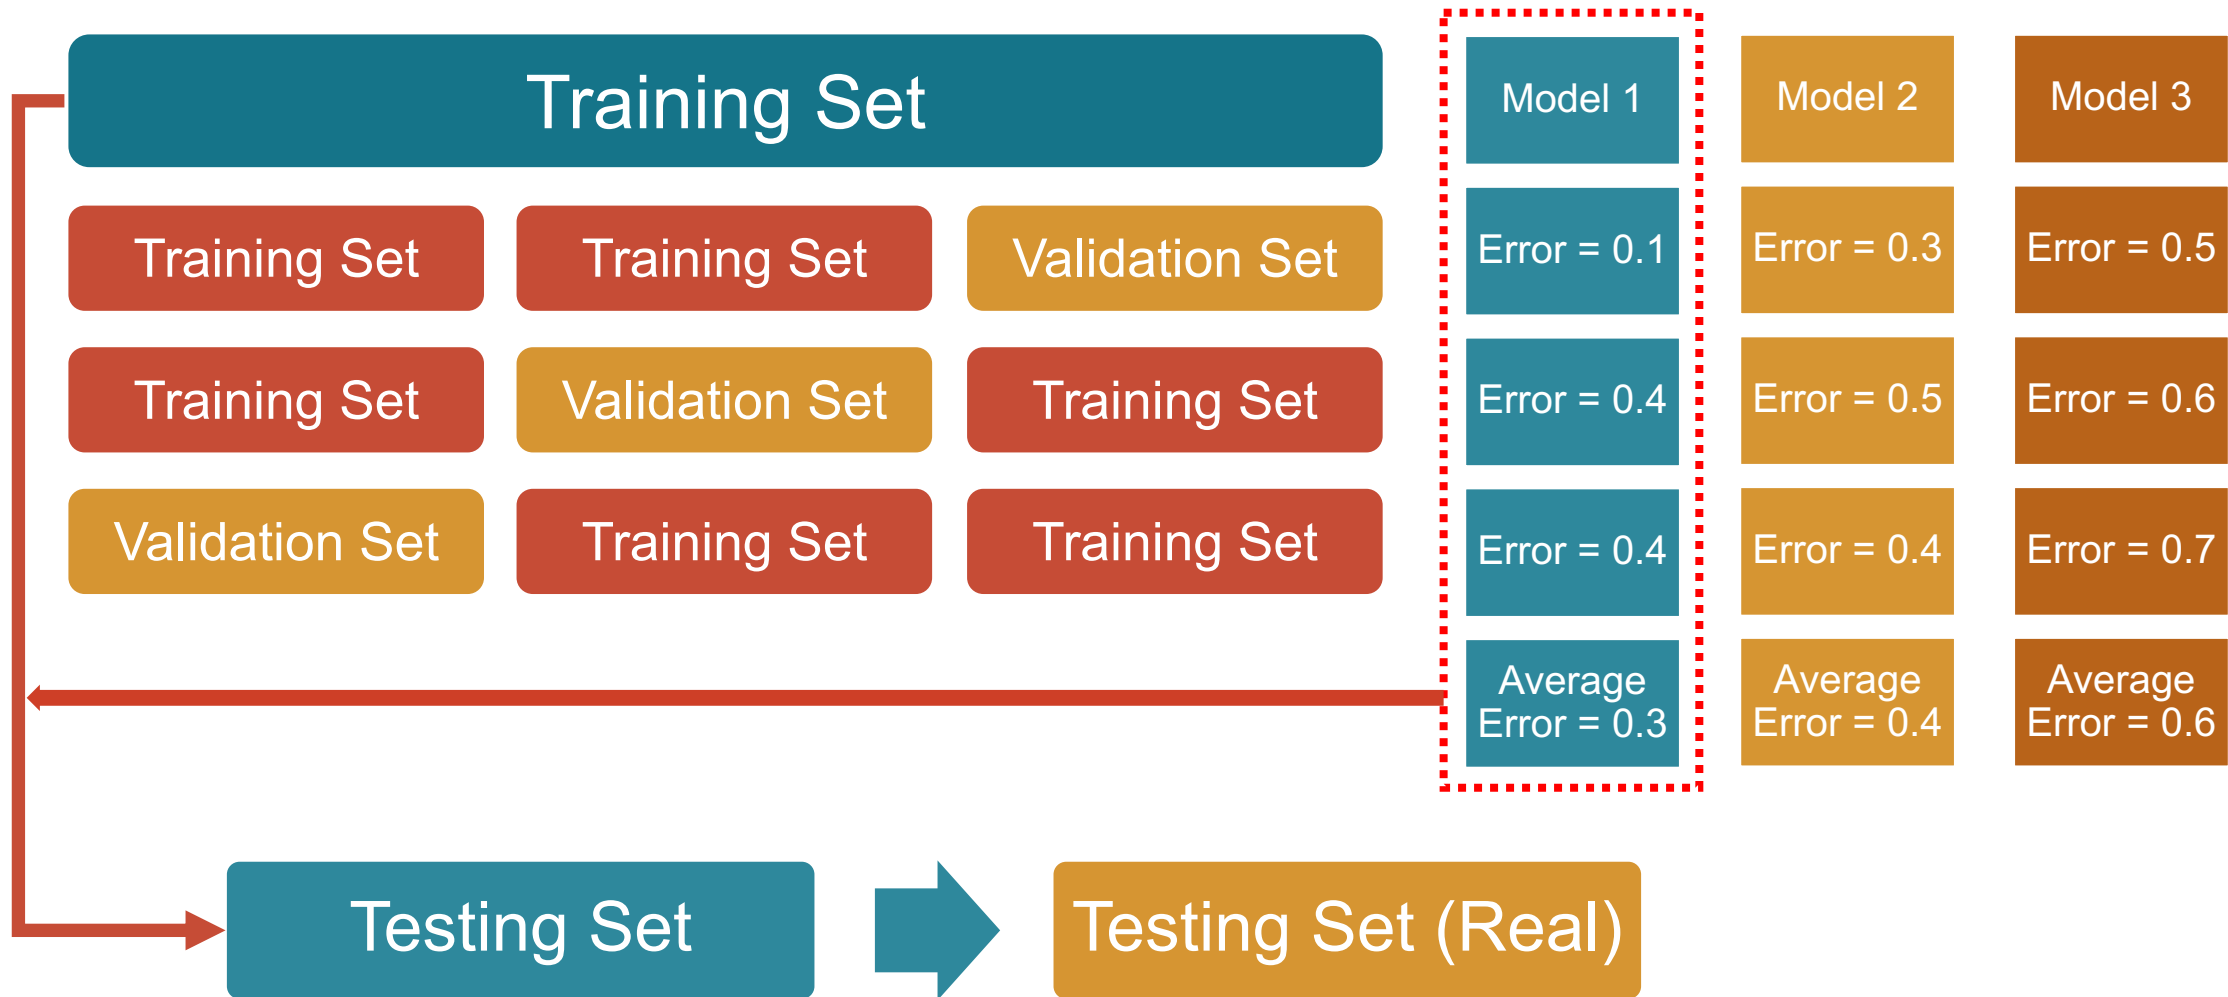 Training Set
Model 1
Model 2
Model 3
Training Set
Training Set
Validation Set
Error = 0.1
Error = 0.3
Error = 0.5
Training Set
Validation Set
Training Set
Error = 0.4
Error = 0.5
Error = 0.6
Validation Set
Training Set
Training Set
Error = 0.4
Error = 0.4
Error = 0.7
Average
Error = 0.3
Average
Error = 0.4
Average
Error = 0.6
Testing Set
Testing Set (Real)